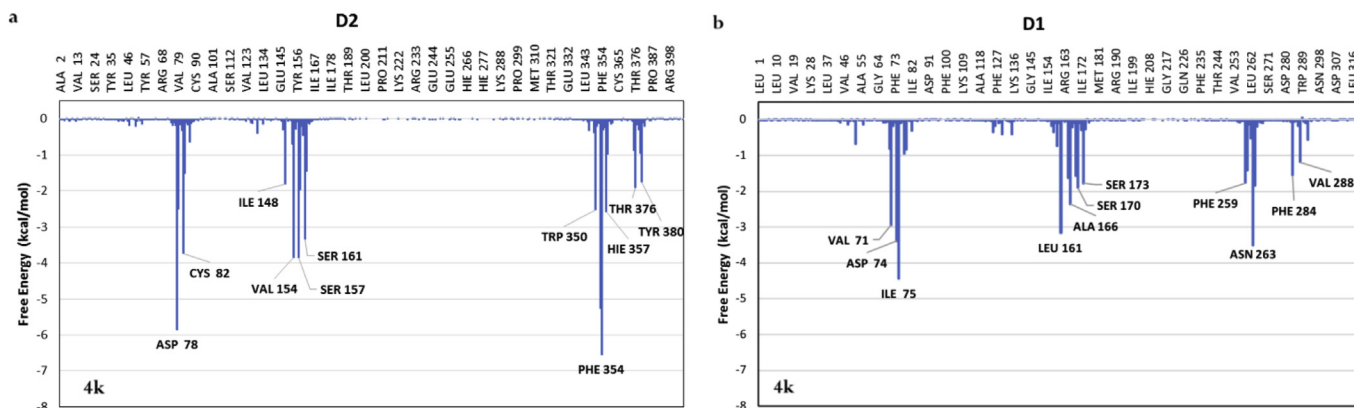 a
D2
ALA 2
VAL 13
SER 24
TYR 35
LEU 46
TYR 57
ARG 68
VAL 79
CYS 90
ALA 101
SER 112
VAL 123
LEU 134
GLU 145
TYR 156
ILE 167
ILE 178
THR 189
LEU 200
PRO 211
LYS 222
ARG 233
GLU 244
GLU 255
HIE 266
HIE 277
LYS 288
PRO 299
MET 310
THR 321
GLU 332
LEU 343
PHE 354
CYS 365
THR 376
PRO 387
ARG 398
Free Energy (kcal/mol)
0
-1
-2
-3
-4
-5
-6
-7
-8
ILE 148
THR 376
TRP 350
HIE 357
TYR 380
CYS 82
SER 161
VAL 154
SER 157
ASP 78
PHE 354
4k
b
D1
LEU 1
LEU 10
VAL 19
LYS 28
LEU 37
VAL 46
ALA 55
GLY 64
PHE 73
ILE 82
ASP 91
PHE 100
LYS 109
ALA 118
PHE 127
LYS 136
GLY 145
ILE 154
ARG 163
ILE 172
MET 181
ARG 190
ILE 199
HIE 208
GLY 217
GLN 226
PHE 235
THR 244
VAL 253
LEU 262
SER 271
ASP 280
TRP 289
ASN 298
ASP 307
LEU 316
Free Energy (kcal/mol)
0
-1
-2
-3
-4
-5
-6
-7
-8
SER 173
PHE 259
VAL 288
SER 170
PHE 284
ALA 166
VAL 71
LEU 161
ASP 74
ASN 263
ILE 75
4k